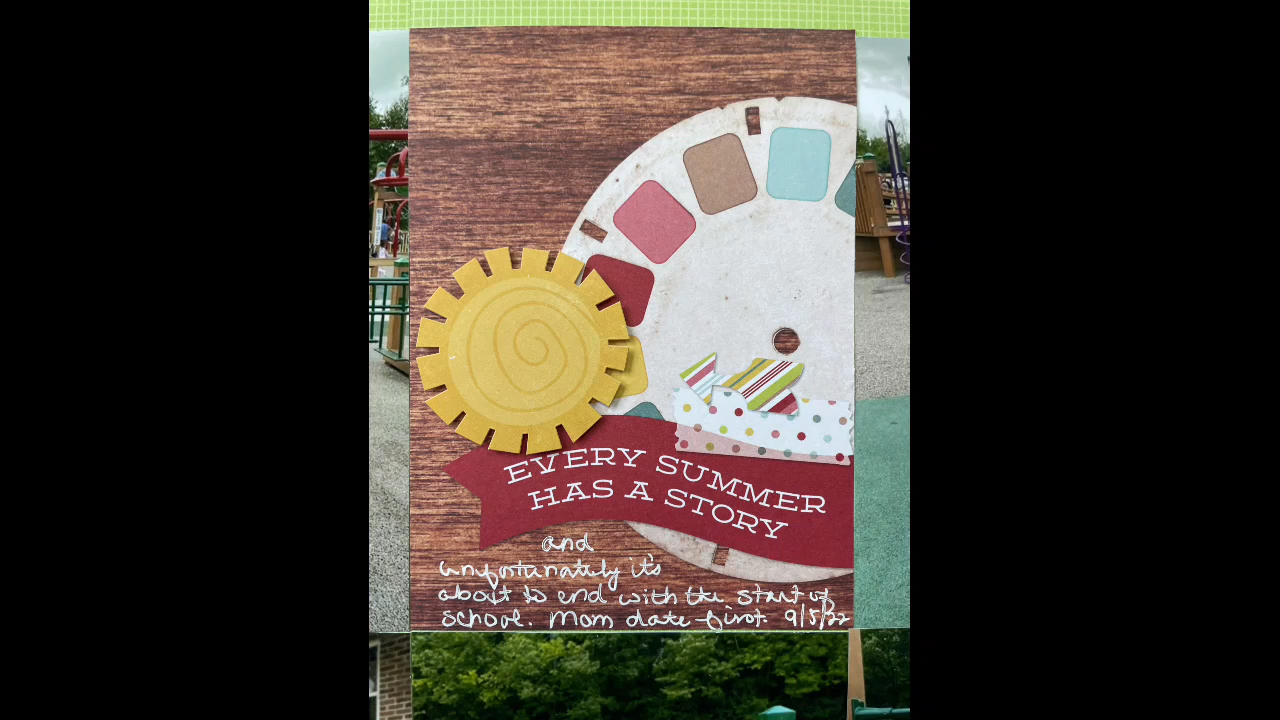 EVERY SUMMER
HAS A STORY
and
unfortunately it's
about to end with the start of
school. Mom date first. 9/5/22